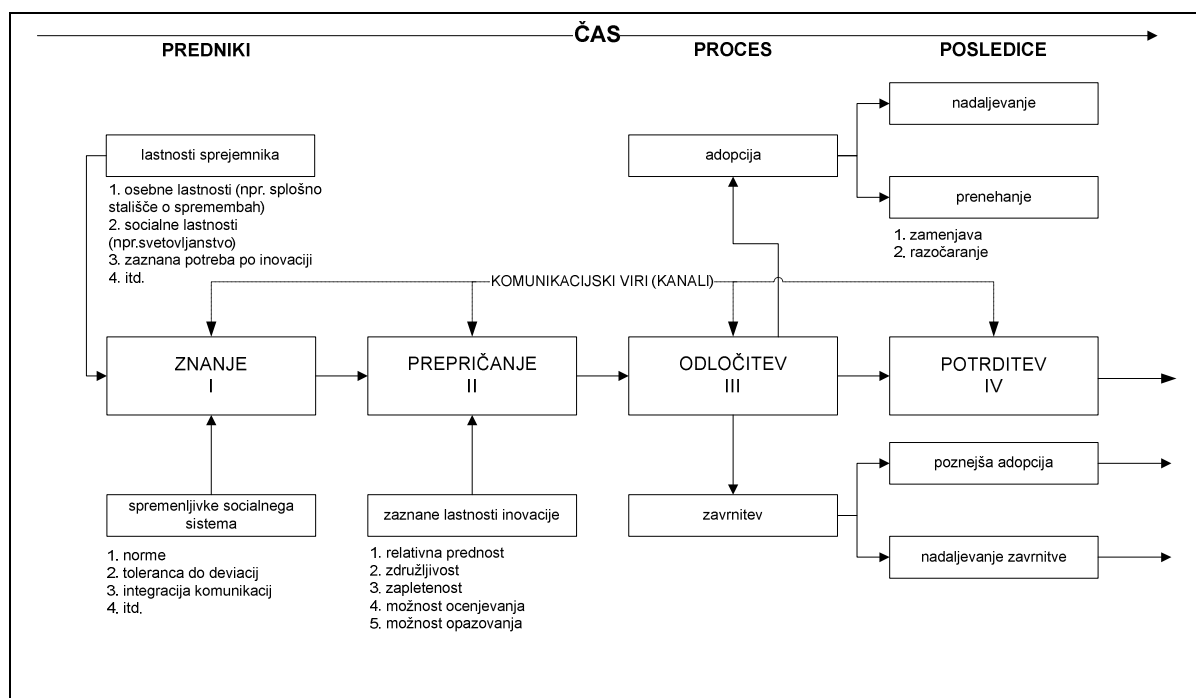 ČAS
PREDNIKI
PROCES
POSLEDICE
lastnosti sprejemnika
1. osebne lastnosti (npr. splošno
stališče o spremembah)
2. socialne lastnosti
(npr.svetovljanstvo)
3. zaznana potreba po inovaciji
4. itd.
adopcija
nadaljevanje
prenehanje
1. zamenjava
2. razočaranje
KOMUNIKACIJSKI VIRI (KANALI)
ZNANJE
I
PREPRIČANJE
II
ODLOČITEV
III
POTRDITEV
IV
spremenljivke socialnega
sistema
1. norme
2. toleranca do deviacij
3. integracija komunikacij
4. itd.
zaznane lastnosti inovacije
1. relativna prednost
2. združljivost
3. zapletenost
4. možnost ocenjevanja
5. možnost opazovanja
zavrnitev
poznejša adopcija
nadaljevanje zavrnitve